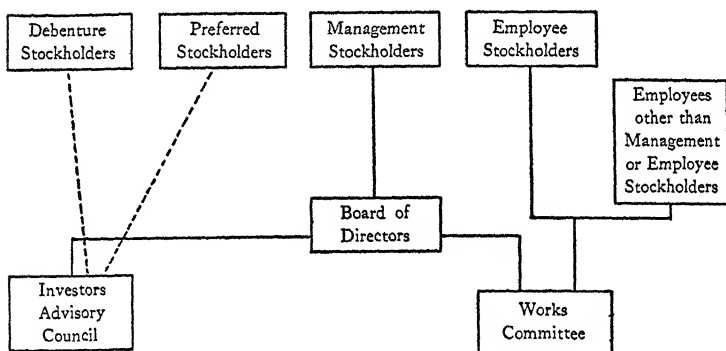 Debenture
Stockholders
Preferred
Stockholders
Management
Stockholders
Employee
Stockholders
Employees
other than
Management
or Employee
Stockholders
Board of
Directors
Investors
Advisory
Council
Works
Committee